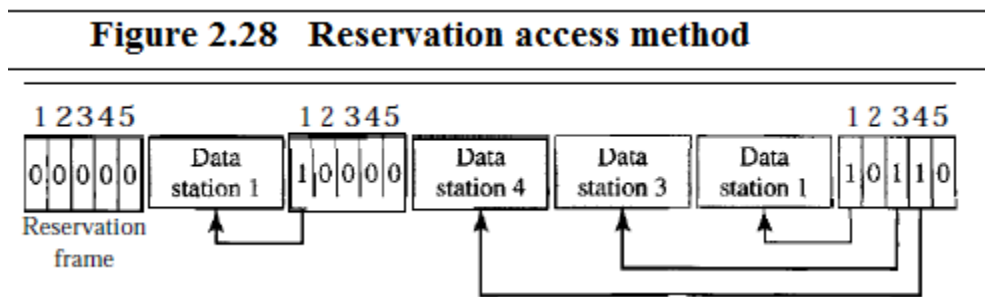 Figure 2.28 Reservation access method
1 2 3 4 5 1 2 3 4 5 1 2 3 4 5
0 0 0 0 0 Data station 1 1 0 0 0 0 Data station 4 Data station 3 Data station 1 1 0 1 1 0
Reservation
frame